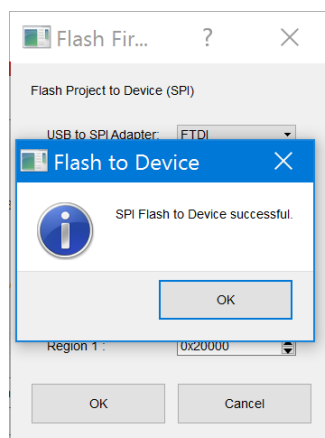 Flash Fir... ?
Flash Project to Device (SPI)
USB to SPI Adapter: FTDI
Flash to Device
SPI Flash to Device successful.
OK
Region 1 : 0x20000
OK Cancel